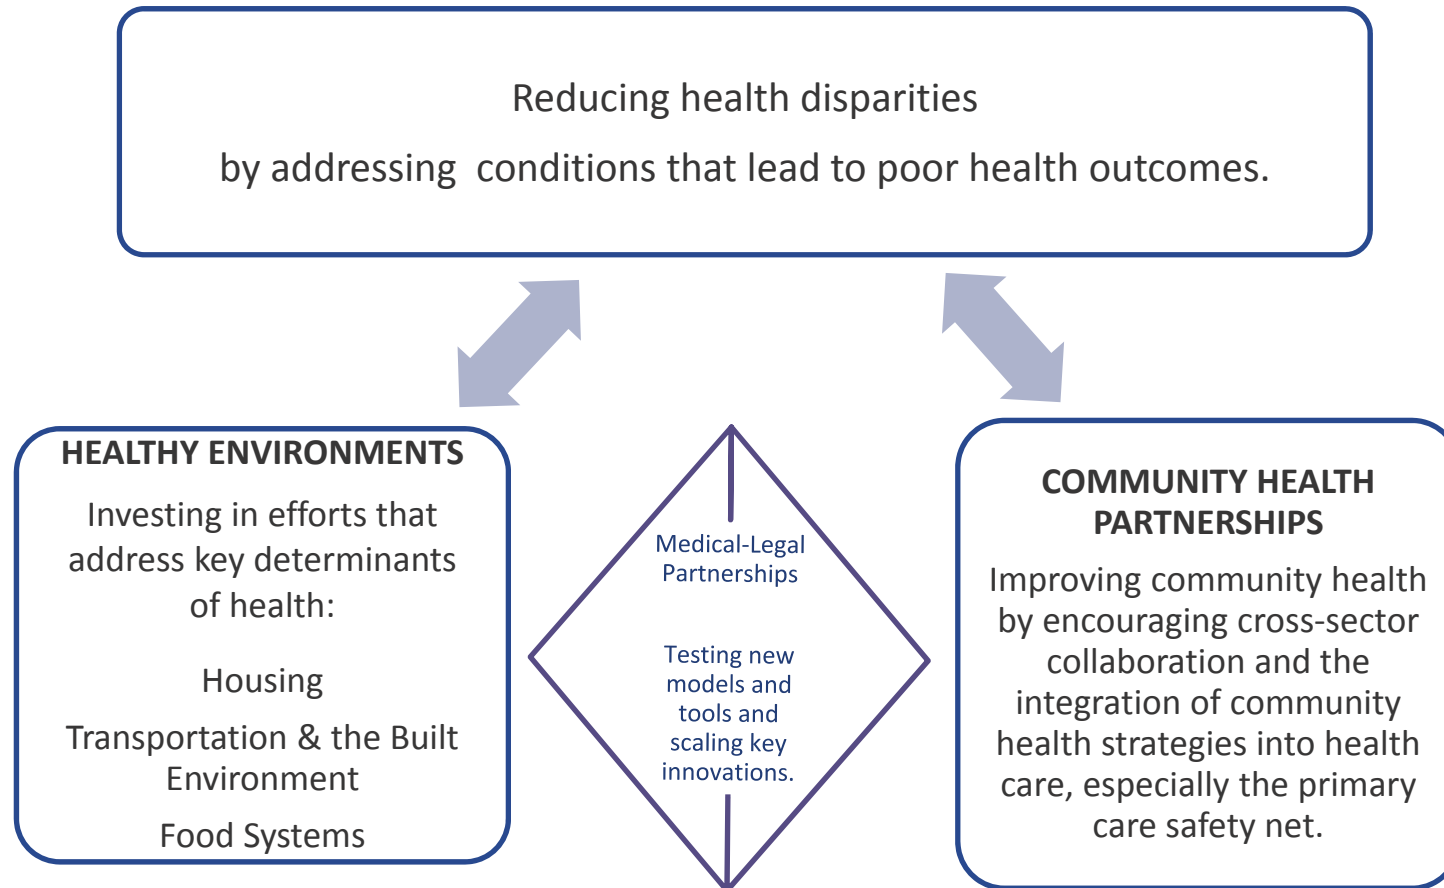 Reducing health disparities
by addressing conditions that lead to poor health outcomes.
HEALTHY ENVIRONMENTS
Investing in efforts that
address key determinants
of health:
Housing
Transportation & the Built
Environment
Food Systems
Medical-Legal
Partnerships
Testing new
models and
tools and
scaling key
innovations.
COMMUNITY HEALTH
PARTNERSHIPS
Improving community health
by encouraging cross-sector
collaboration and the
integration of community
health strategies into health
care, especially the primary
care safety net.